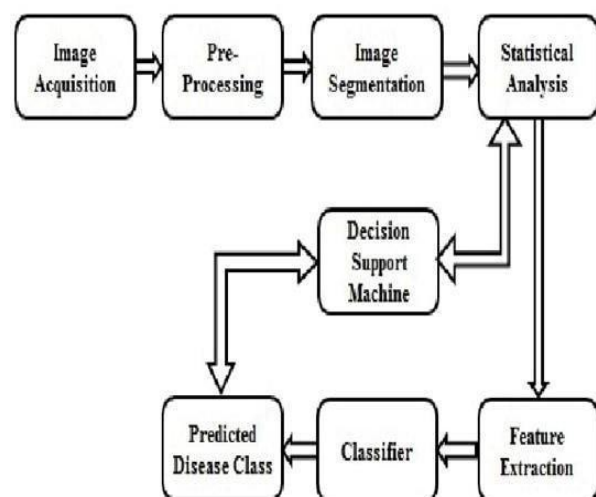 Image
Acquisition
Pre-
Processing
Image
Segmentation
Statistical
Analysis
Decision
Support
Machine
Predicted
Disease Class
Classifier
Feature
Extraction